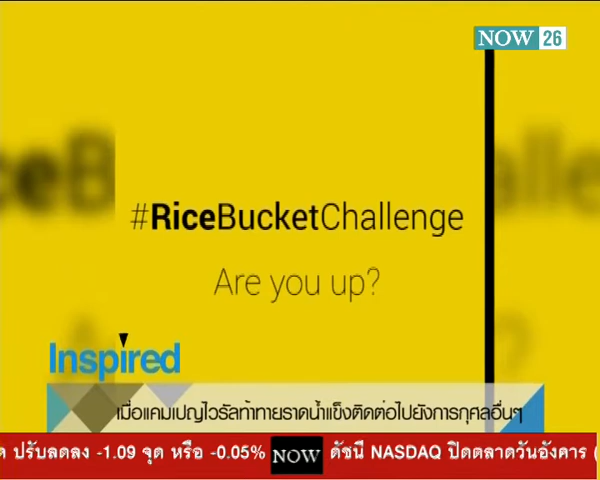 NOW 26
#RiceBucketChallenge
Are you up?
Inspired
เมื่อแคมเปญไวรัลท้าทายราดน้ำแข็งติดต่อไปยังการกุศลอื่นๆ
ปรับลดลง -1.09 จุด หรือ -0.05% NOW ดัชนี NASDAQ ปิดตลาดวันอังคาร (